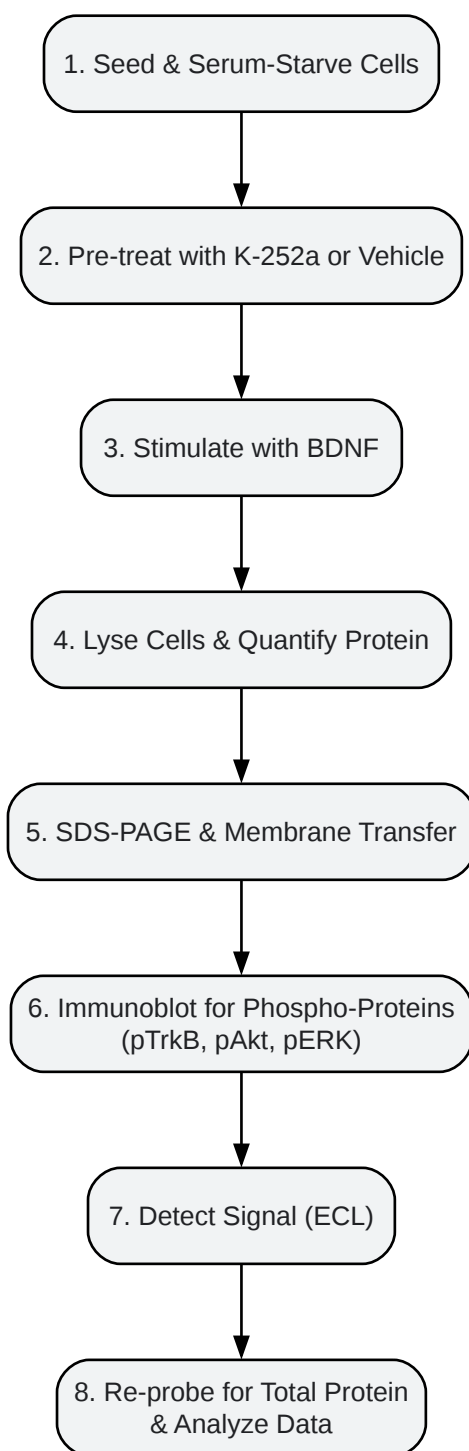 1. Seed & Serum-Starve Cells
2. Pre-treat with K-252a or Vehicle
3. Stimulate with BDNF
4. Lyse Cells & Quantify Protein
5. SDS-PAGE & Membrane Transfer
6. Immunoblot for Phospho-Proteins
(pTrkB, pAkt, pERK)
7. Detect Signal (ECL)
8. Re-probe for Total Protein
& Analyze Data